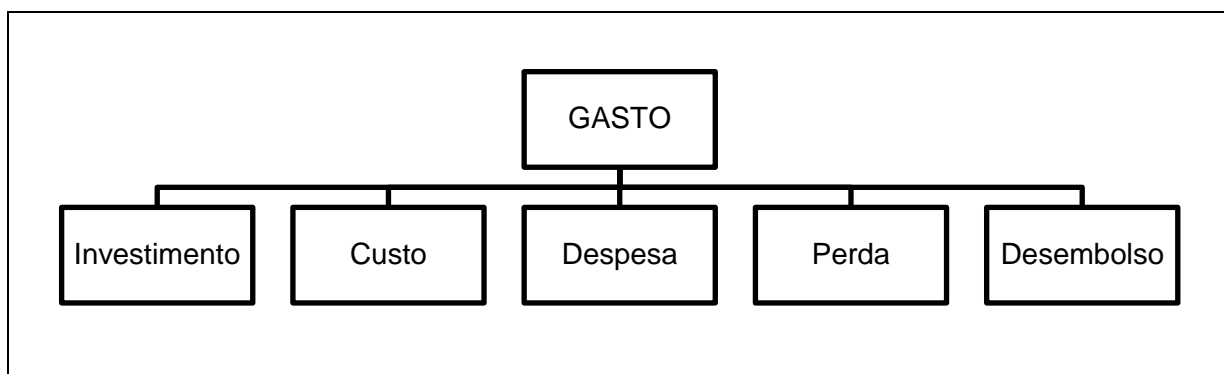 GASTO
Investimento
Custo
Despesa
Perda
Desembolso